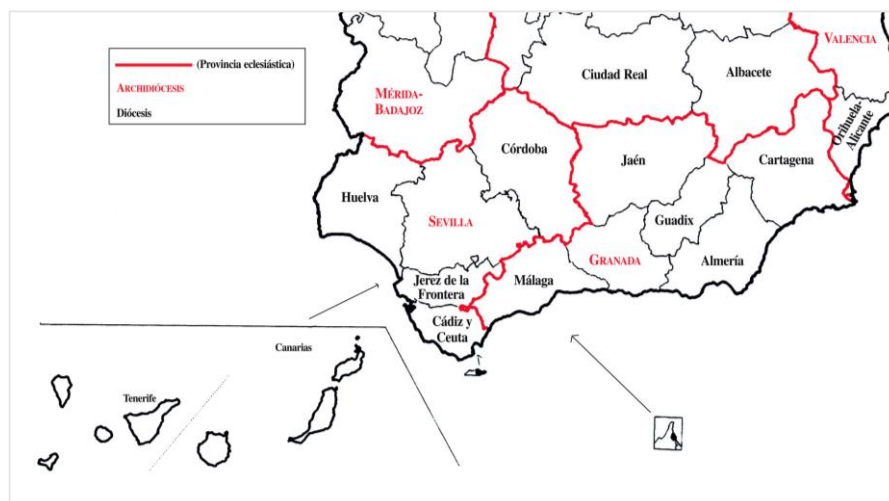 (Provincia eclesiástica)
ARCHIDIÓCESIS
Diócesis
VALENCIA
Ciudad Real
Albacete
MÉRIDA-
BADAJOZ
Orihuela-
Alicante
Córdoba
Jaén
Cartagena
Huelva
SEVILLA
Guadix
GRANADA
Almería
Jerez de la
Frontera
Málaga
Cádiz y
Ceuta
Canarias
Tenerife